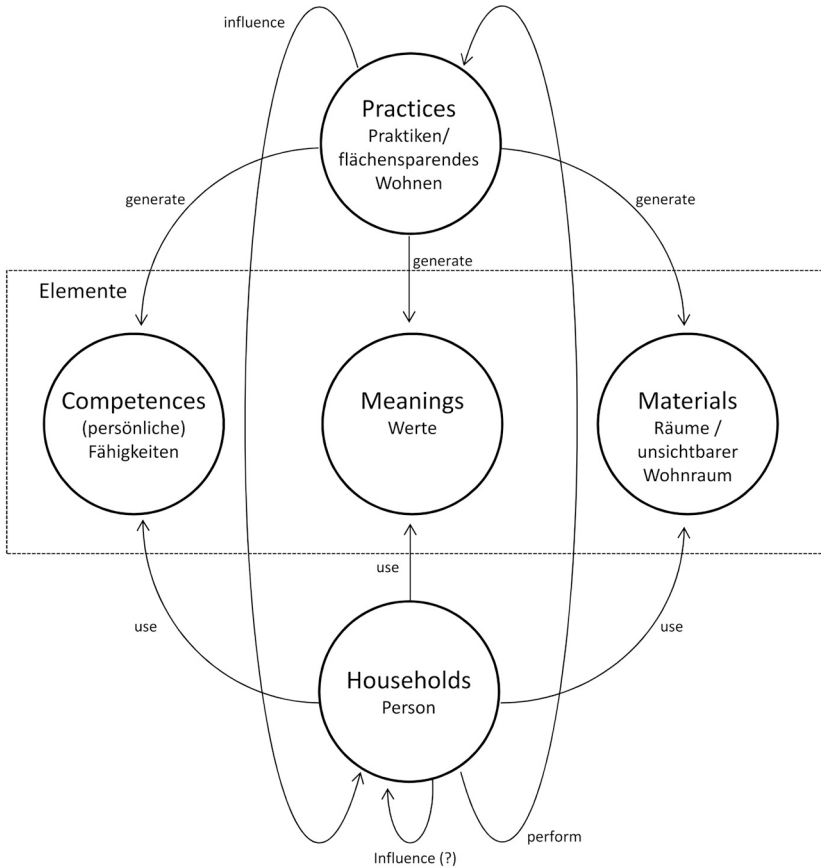 influence
Practices
Praktiken/
flächensparendes
Wohnen
generate
generate
generate
Elemente
Competences
(persönliche)
Fähigkeiten
Meanings
Werte
Materials
Räume /
unsichtbarer
Wohnraum
use
use
use
Households
Person
perform
Influence (?)